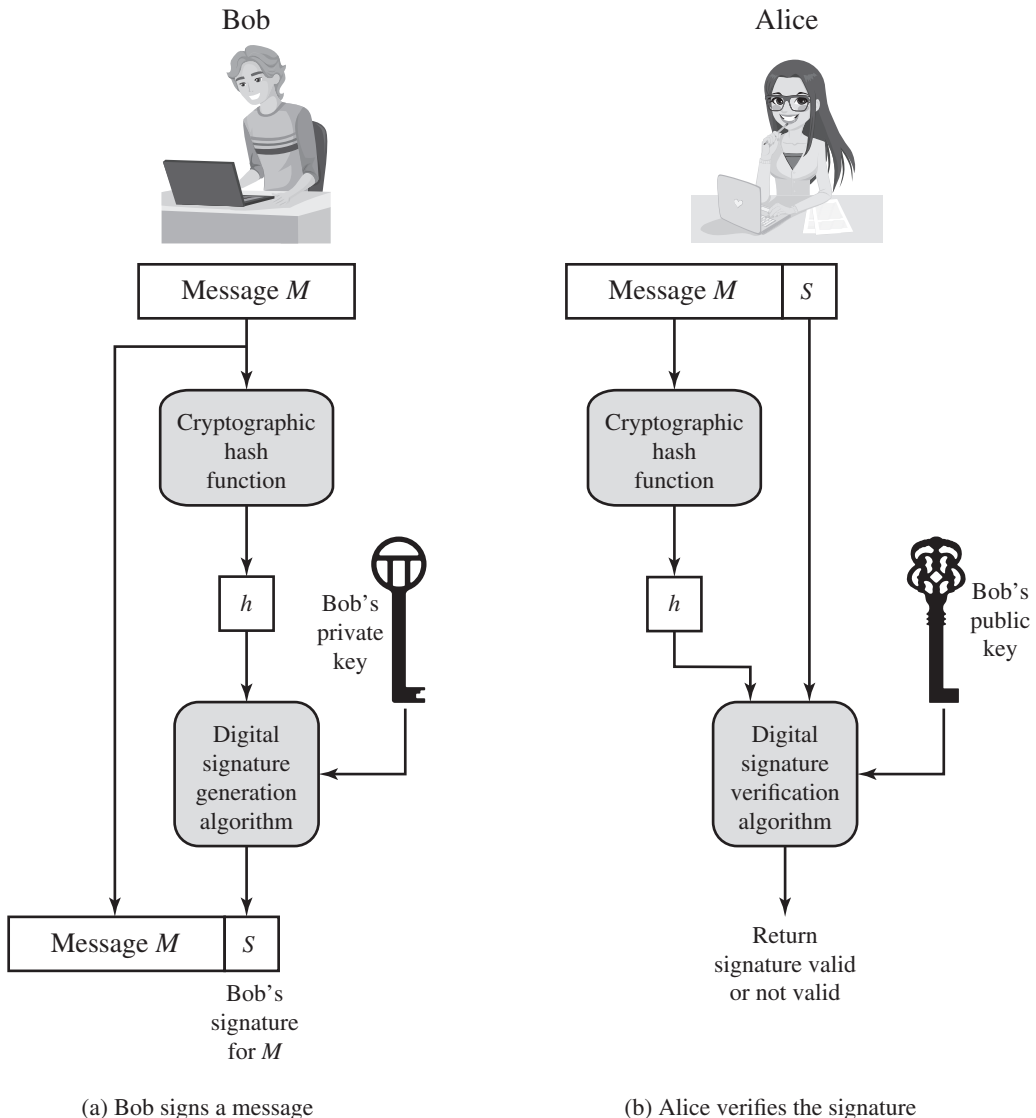 Bob
Message M
Cryptographic
hash
function
h
Bob’s
private
key
Digital
signature
generation
algorithm
Message M
S
Bob’s
signature
for M
(a) Bob signs a message
Alice
Message M
S
Cryptographic
hash
function
h
Bob’s
public
key
Digital
signature
verification
algorithm
Return
signature valid
or not valid
(b) Alice verifies the signature